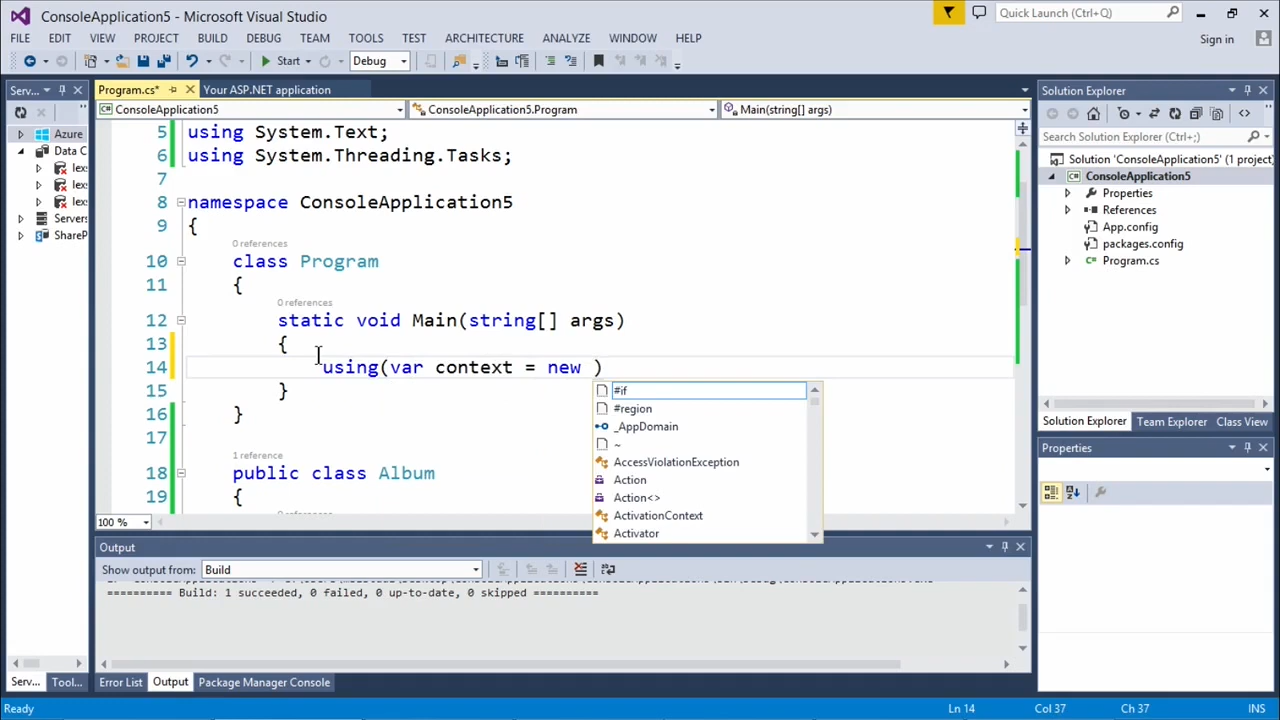 ConsoleApplication5 - Microsoft Visual Studio
Quick Launch (Ctrl+Q)
FILE EDIT VIEW PROJECT BUILD DEBUG TEAM TOOLS TEST ARCHITECTURE ANALYZE WINDOW HELP
Sign in
Start Debug
Serv...
Program.cs* Your ASP.NET application
Solution Explorer
ConsoleApplication5 ConsoleApplication5.Program Main(string[] args)
Azure
Data C
Servers
ShareP
Search Solution Explorer (Ctrl+;)
Solution 'ConsoleApplication5' (1 project)
ConsoleApplication5
Properties
References
App.config
packages.config
Program.cs
5 using System.Text;
6 using System.Threading.Tasks;
7
8 namespace ConsoleApplication5
9 {
0 references
10 class Program
11 {
0 references
12 static void Main(string[] args)
13 {
14 using(var context = new )
15 }
16 }
17
1 reference
18 public class Album
19 {
#if
#region
_AppDomain
~
AccessViolationException
Action
Action<>
ActivationContext
Activator
100 %
Solution Explorer Team Explorer Class View
Properties
Output
Show output from: Build
========== Build: 1 succeeded, 0 failed, 0 up-to-date, 0 skipped ==========
Serv... Tool... Error List Output Package Manager Console
Ready Ln 14 Col 37 Ch 37 INS